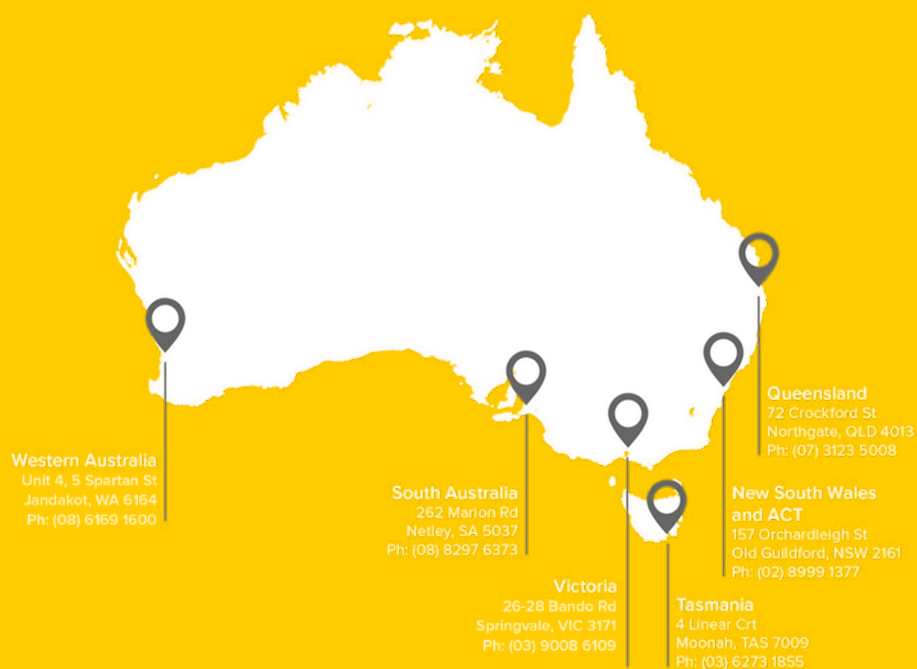 Western Australia
Unit 4, 5 Spartan St
Jandakot, WA 6164
Ph: (08) 6169 1600
South Australia
262 Marion Rd
Netley, SA 5037
Ph: (08) 8297 6373
Victoria
26-28 Bando Rd
Springvale, VIC 3171
Ph: (03) 9008 6109
Queensland
72 Crockford St
Northgate, QLD 4013
Ph: (07) 3123 5008
New South Wales
and ACT
157 Orchardleigh St
Old Guildford, NSW 2161
Ph: (02) 8999 1377
Tasmania
4 Linear Crt
Moonah, TAS 7009
Ph: (03) 6273 1855